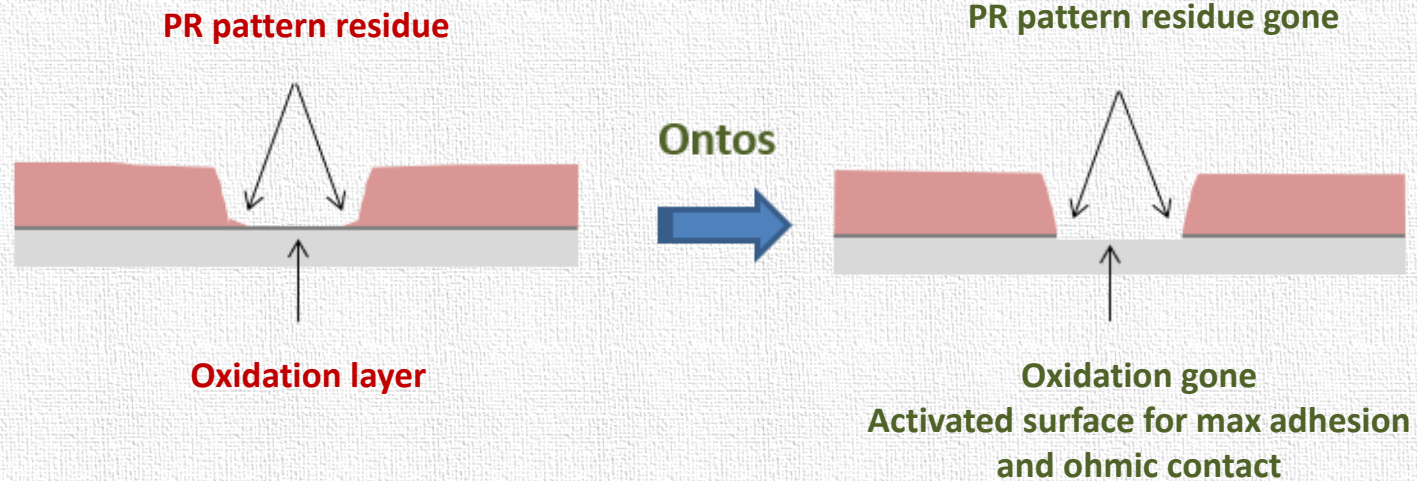 PR pattern residue
PR pattern residue gone
Ontos
Oxidation layer
Oxidation gone
Activated surface for max adhesion
and ohmic contact